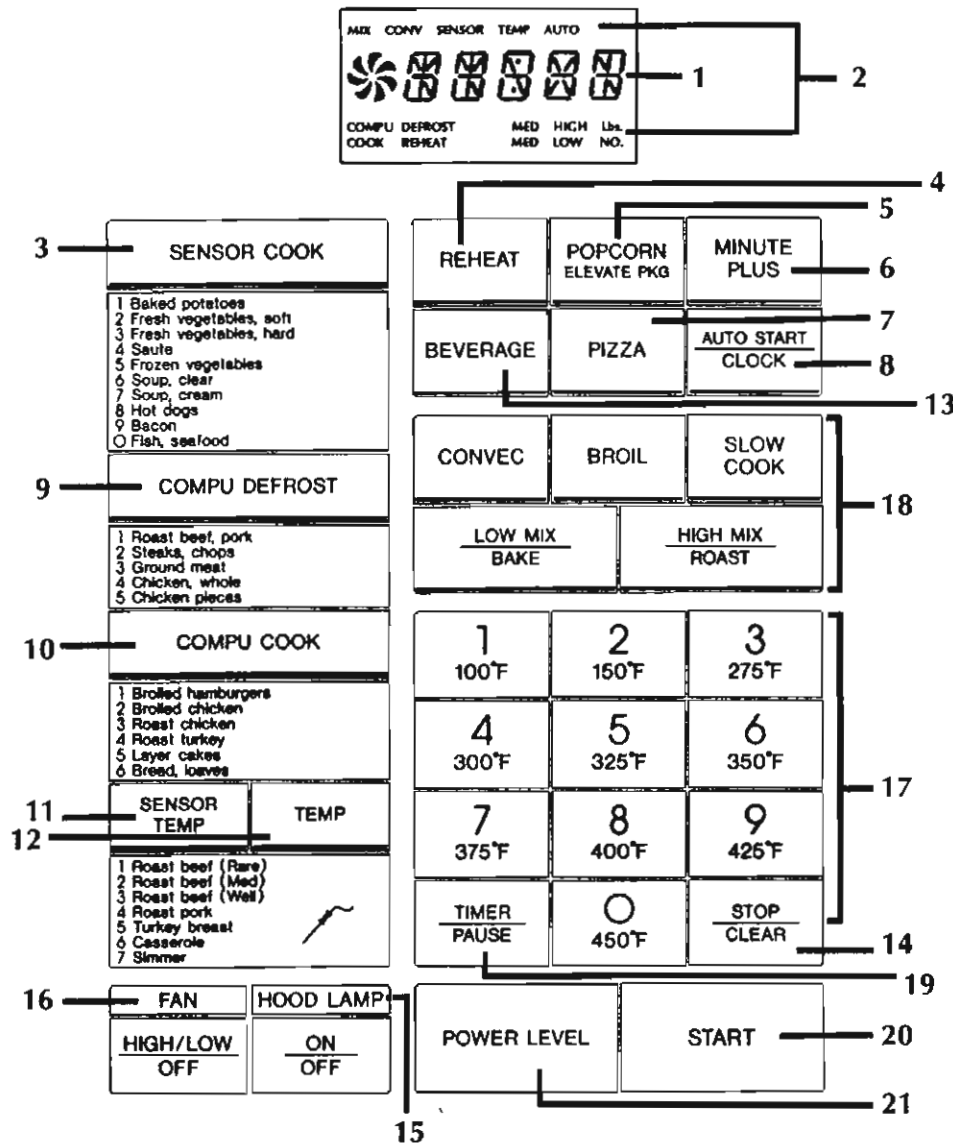 MIX CONV SENSOR TEMP AUTO
1
2
COMPU DEFROST MED HIGH Lbs.
COOK REHEAT MED LOW NO.
3
SENSOR COOK
1 Baked potatoes
2 Fresh vegetables, soft
3 Fresh vegetables, hard
4 Saute
5 Frozen vegetables
6 Soup, clear
7 Soup, cream
8 Hot dogs
9 Bacon
0 Fish, seafood
9
COMPU DEFROST
1 Roast beef, pork
2 Steaks, chops
3 Ground meat
4 Chicken, whole
5 Chicken pieces
10
COMPU COOK
1 Broiled hamburgers
2 Broiled chicken
3 Roast chicken
4 Roast turkey
5 Layer cakes
6 Bread, loaves
11
SENSOR
TEMP
12
TEMP
1 Roast beef (Rare)
2 Roast beef (Med)
3 Roast beef (Well)
4 Roast pork
5 Turkey breast
6 Casserole
7 Simmer
16
FAN
HOOD LAMP
HIGH/LOW
OFF
ON
OFF
15
4
5
REHEAT
POPCORN
ELEVATE PKG
MINUTE
PLUS
6
7
BEVERAGE
PIZZA
AUTO START
CLOCK
8
13
CONVEC
BROIL
SLOW
COOK
18
LOW MIX
BAKE
HIGH MIX
ROAST
1
100°F
2
150°F
3
275°F
4
300°F
5
325°F
6
350°F
17
7
375°F
8
400°F
9
425°F
TIMER
PAUSE
0
450°F
STOP
CLEAR
14
19
POWER LEVEL
START
20
21